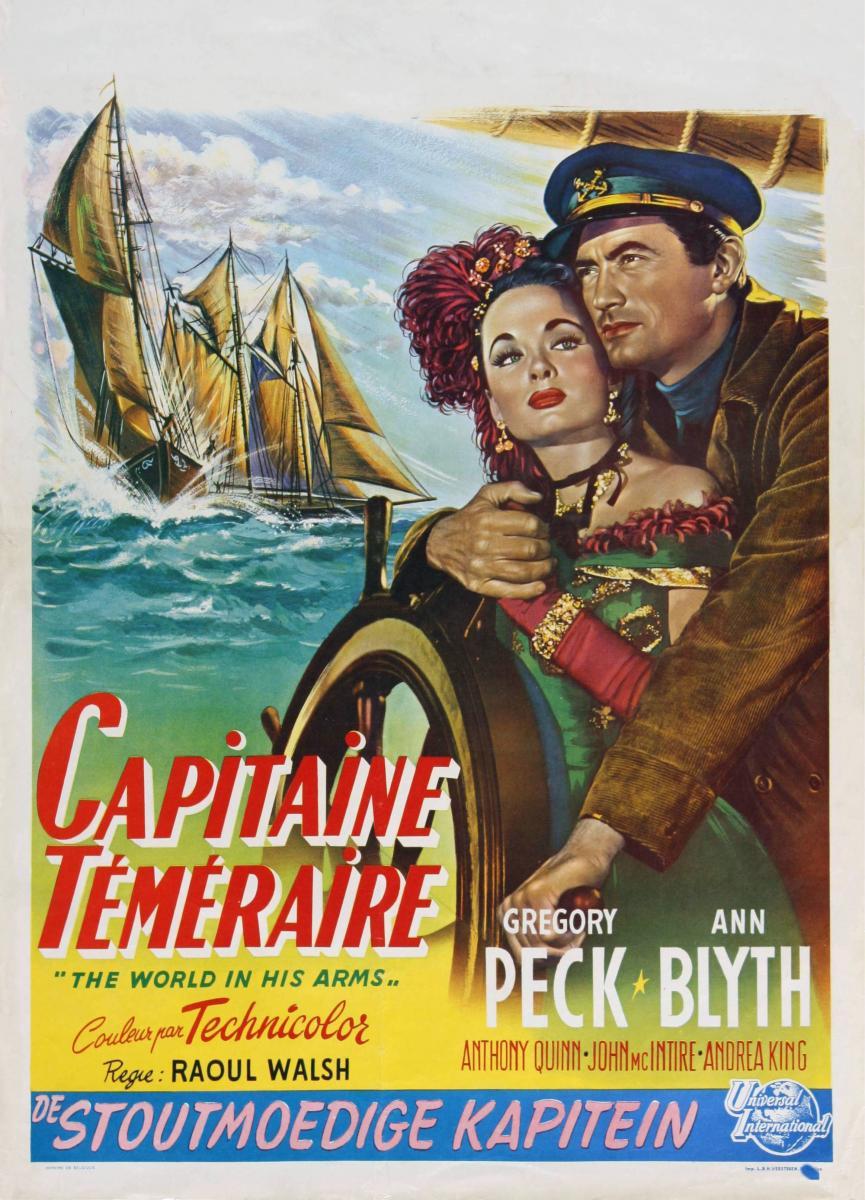 CAPITAINE
TÉMÉRAIRE
"THE WORLD IN HIS ARMS"
Couleur par Technicolor
Regie: RAOUL WALSH
GREGORY ANN
PECK ★ BLYTH
ANTHONY QUINN • JOHN McINTIRE • ANDREA KING
DE STOUTMOEDIGE KAPITEIN
Universal
International